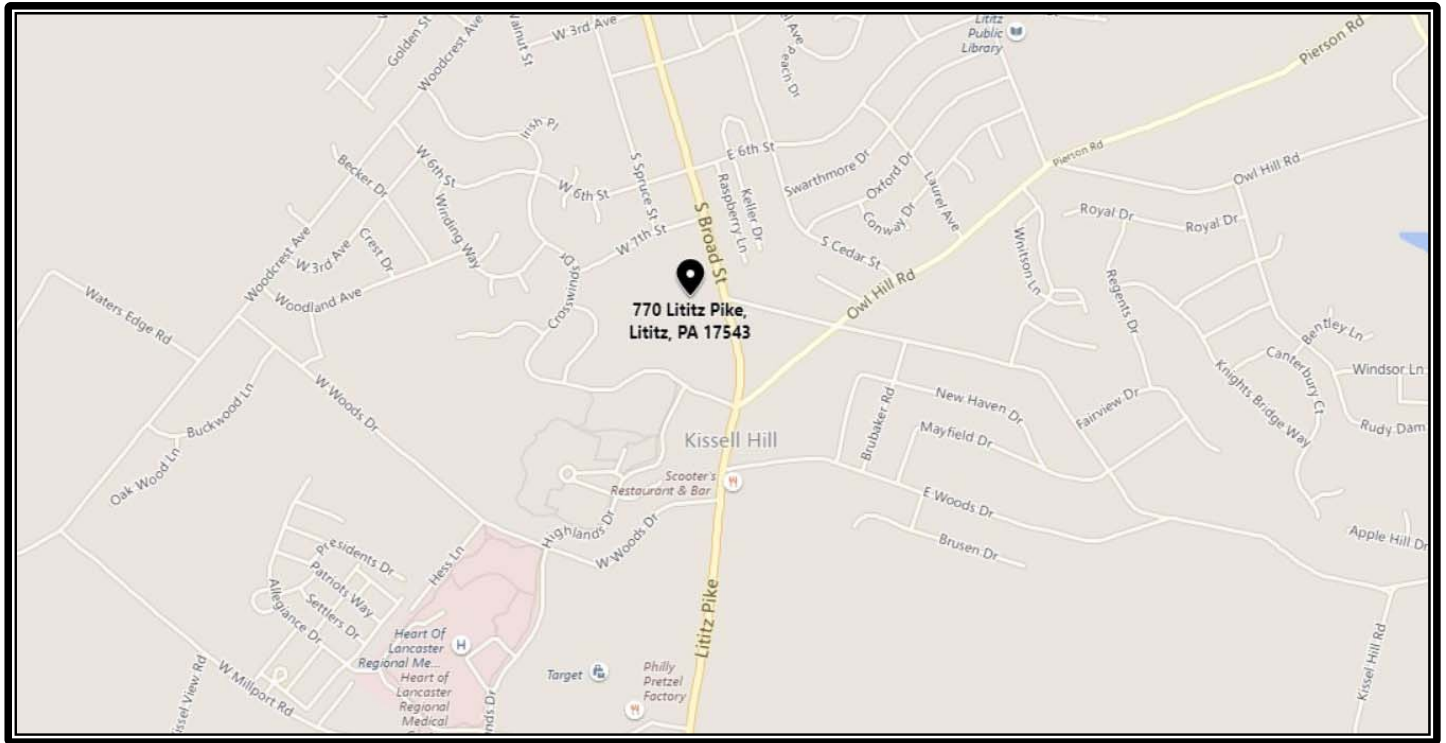 W 3rd Ave
Golden St
Walnut St
Woodcrest Ave
Peach Dr
Lititz
Public
Library
Pierson Rd
Irish Pl
W 6th St
Becker Dr
W 6th St
S Spruce St
E 6th St
Swarthmore Dr
Oxford Dr
Pierson Rd
Owl Hill Rd
Winding Way
Raspberry Ln
Keller Dr
Conway Dr
Laurel Ave
Royal Dr
Royal Dr
S Broad St
W 7th St
S Cedar St
Whitson Ln
Woodcrest Ave
W 3rd Ave
Crest Dr
Woodland Ave
Crosswinds Dr
Owl Hill Rd
Regents Dr
Waters Edge Rd
770 Lititz Pike,
Lititz, PA 17543
Bentley Ln
Canterbury Ct
Windsor Ln
Knights Bridge Way
Rudy Dam
W Woods Dr
Buckwood Ln
Oak Wood Ln
Brubaker Rd
New Haven Dr
Fairview Dr
Mayfield Dr
Kissell Hill
Scooter's
Restaurant & Bar
E Woods Dr
Brusen Dr
Apple Hill Dr
Highlands Dr
W Woods Dr
Hess Ln
Presidents Dr
Patriots Way
Settlers Dr
Allegiance Dr
Lititz Pike
Heart Of
Lancaster
Regional Me...
Heart of
Lancaster
Regional
Medical
H
Target
Philly
Pretzel
Factory
W Millport Rd
issel View Rd
nds Dr
Kissel Hill Rd